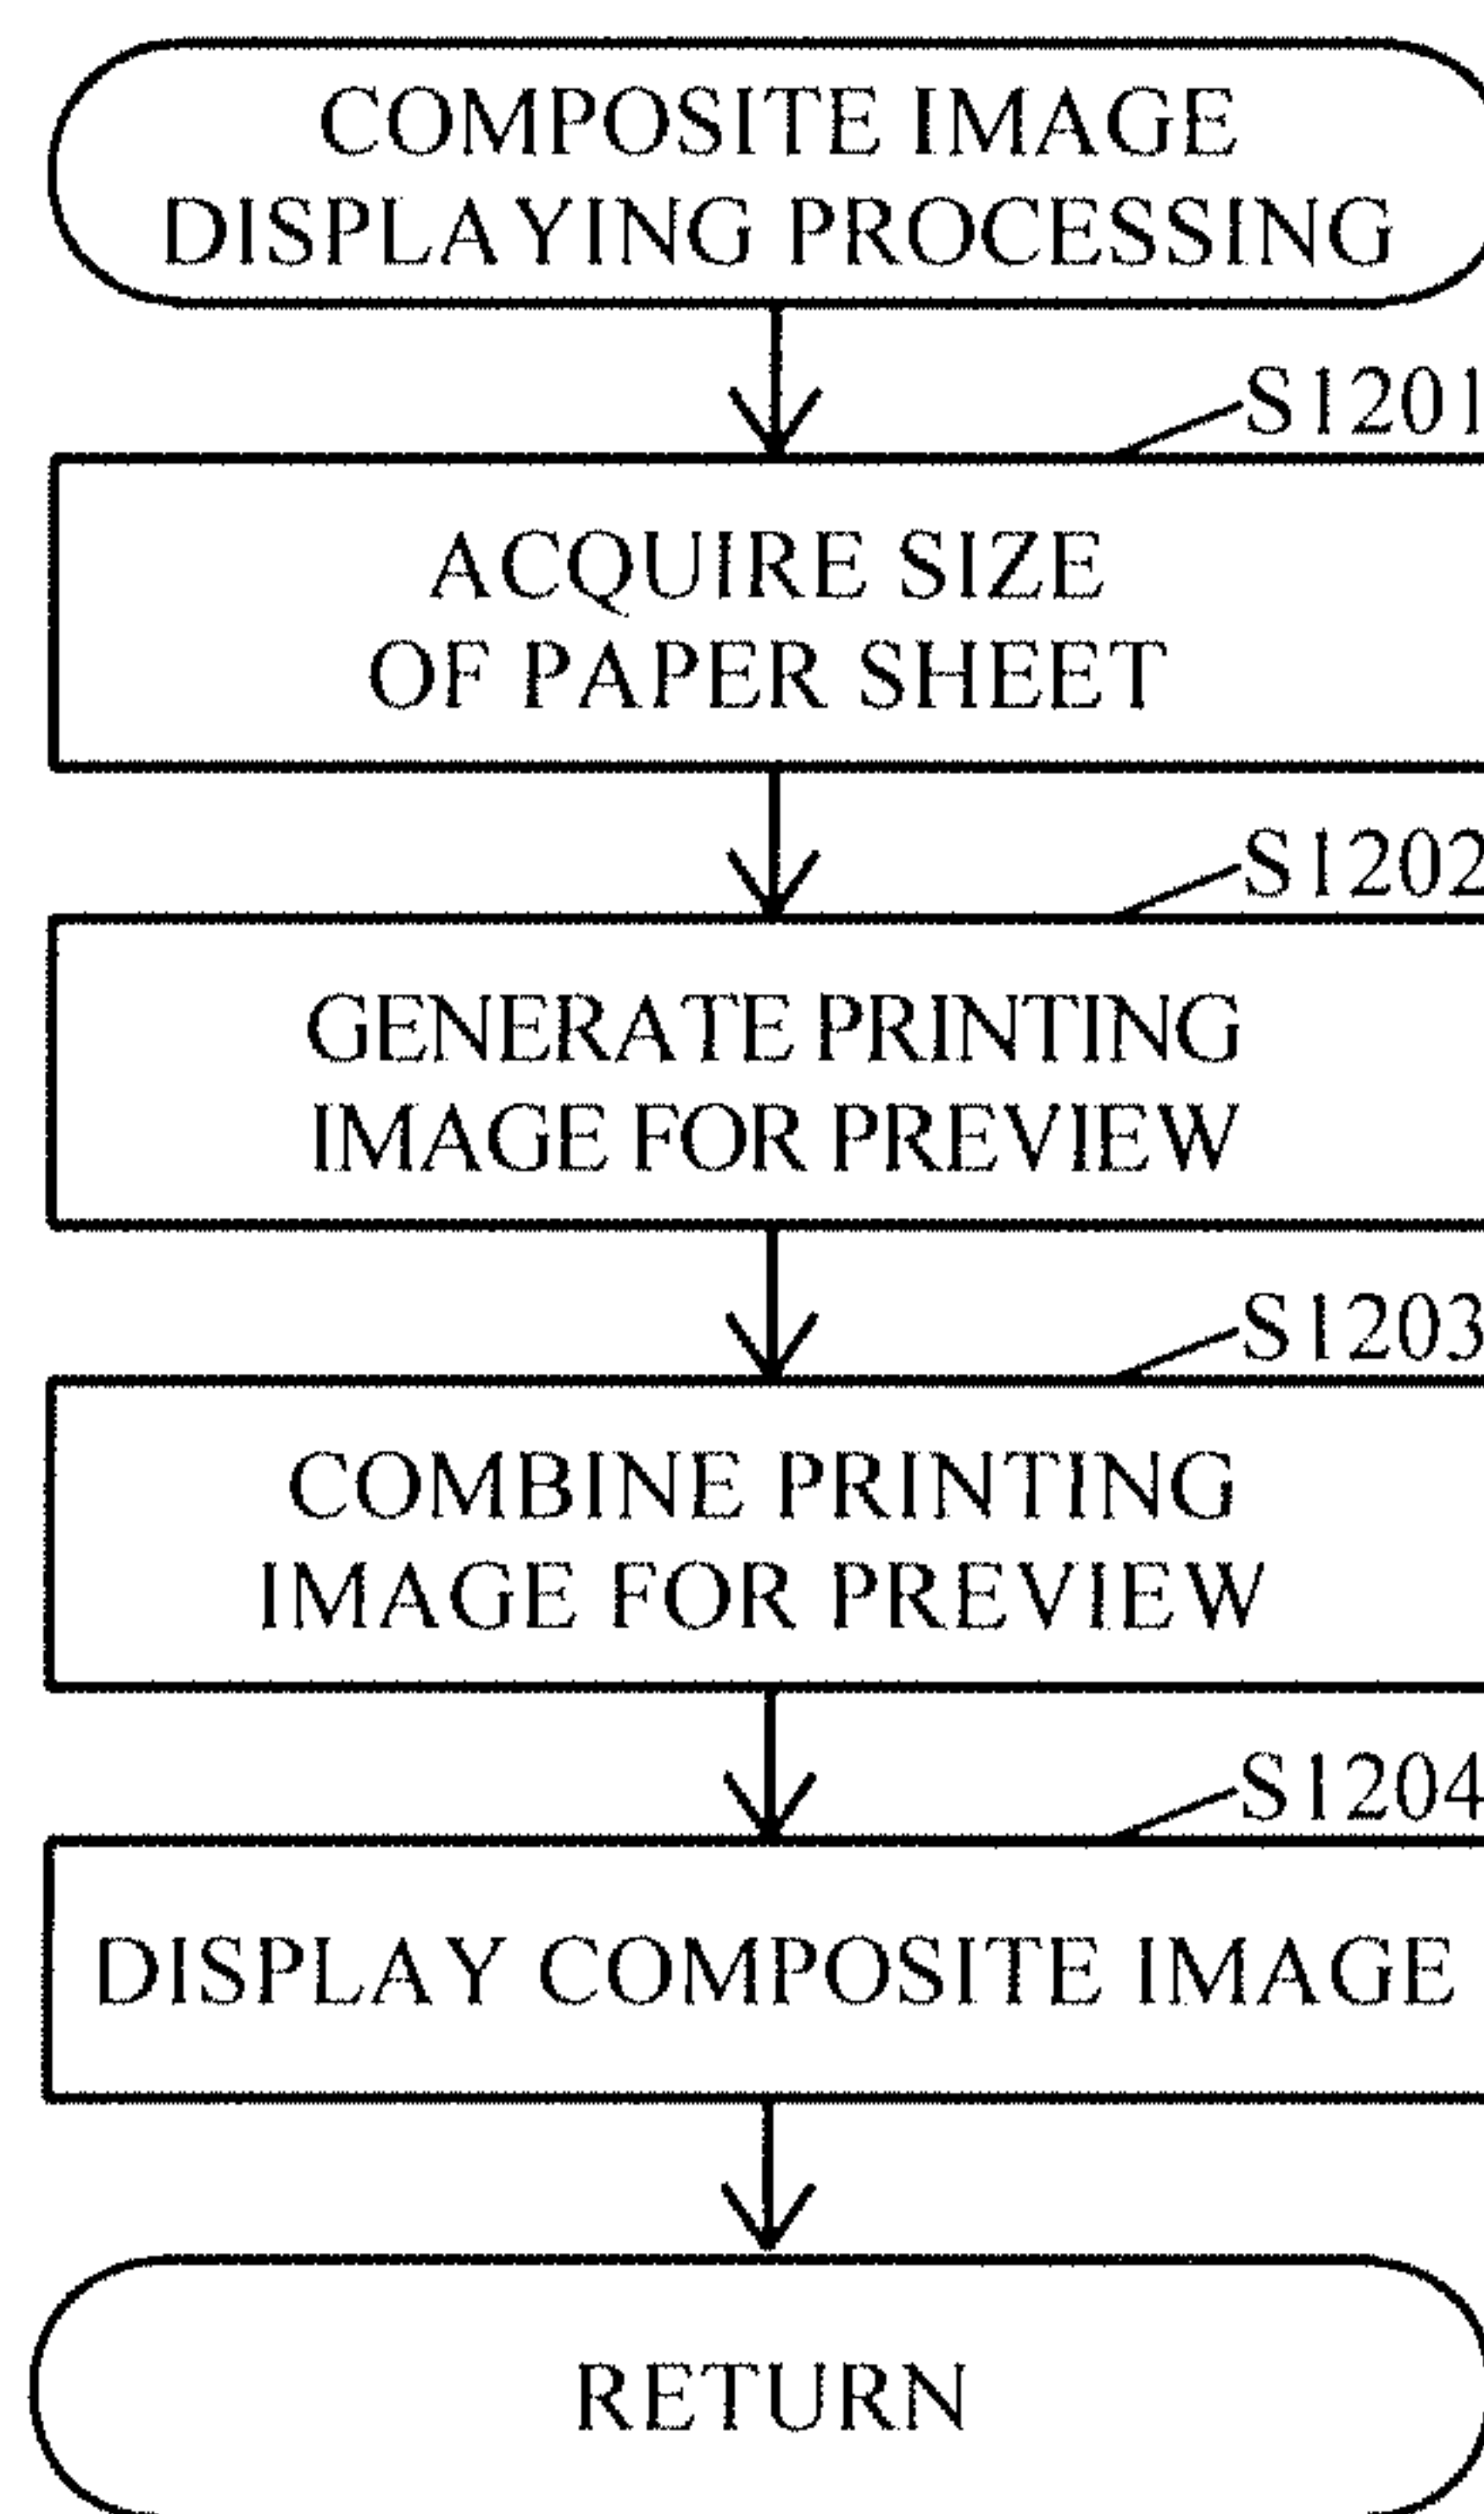 COMPOSITE IMAGE
DISPLAYING PROCESSING
S1201
ACQUIRE SIZE
OF PAPER SHEET
S1202
GENERATE PRINTING
IMAGE FOR PREVIEW
S1203
COMBINE PRINTING
IMAGE FOR PREVIEW
S1204
DISPLAY COMPOSITE IMAGE
RETURN